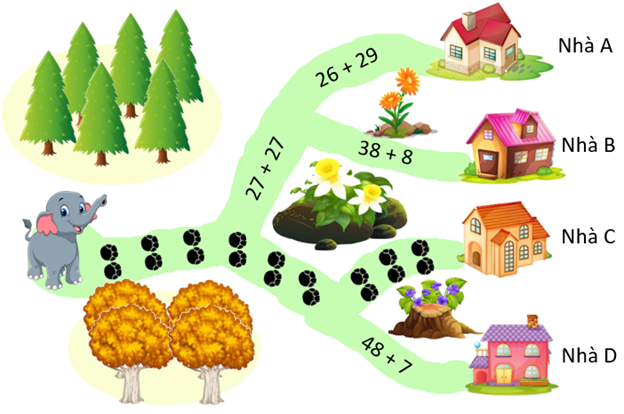 26 + 29
Nhà A
27 + 27
38 + 8
Nhà B
Nhà C
48 + 7
Nhà D